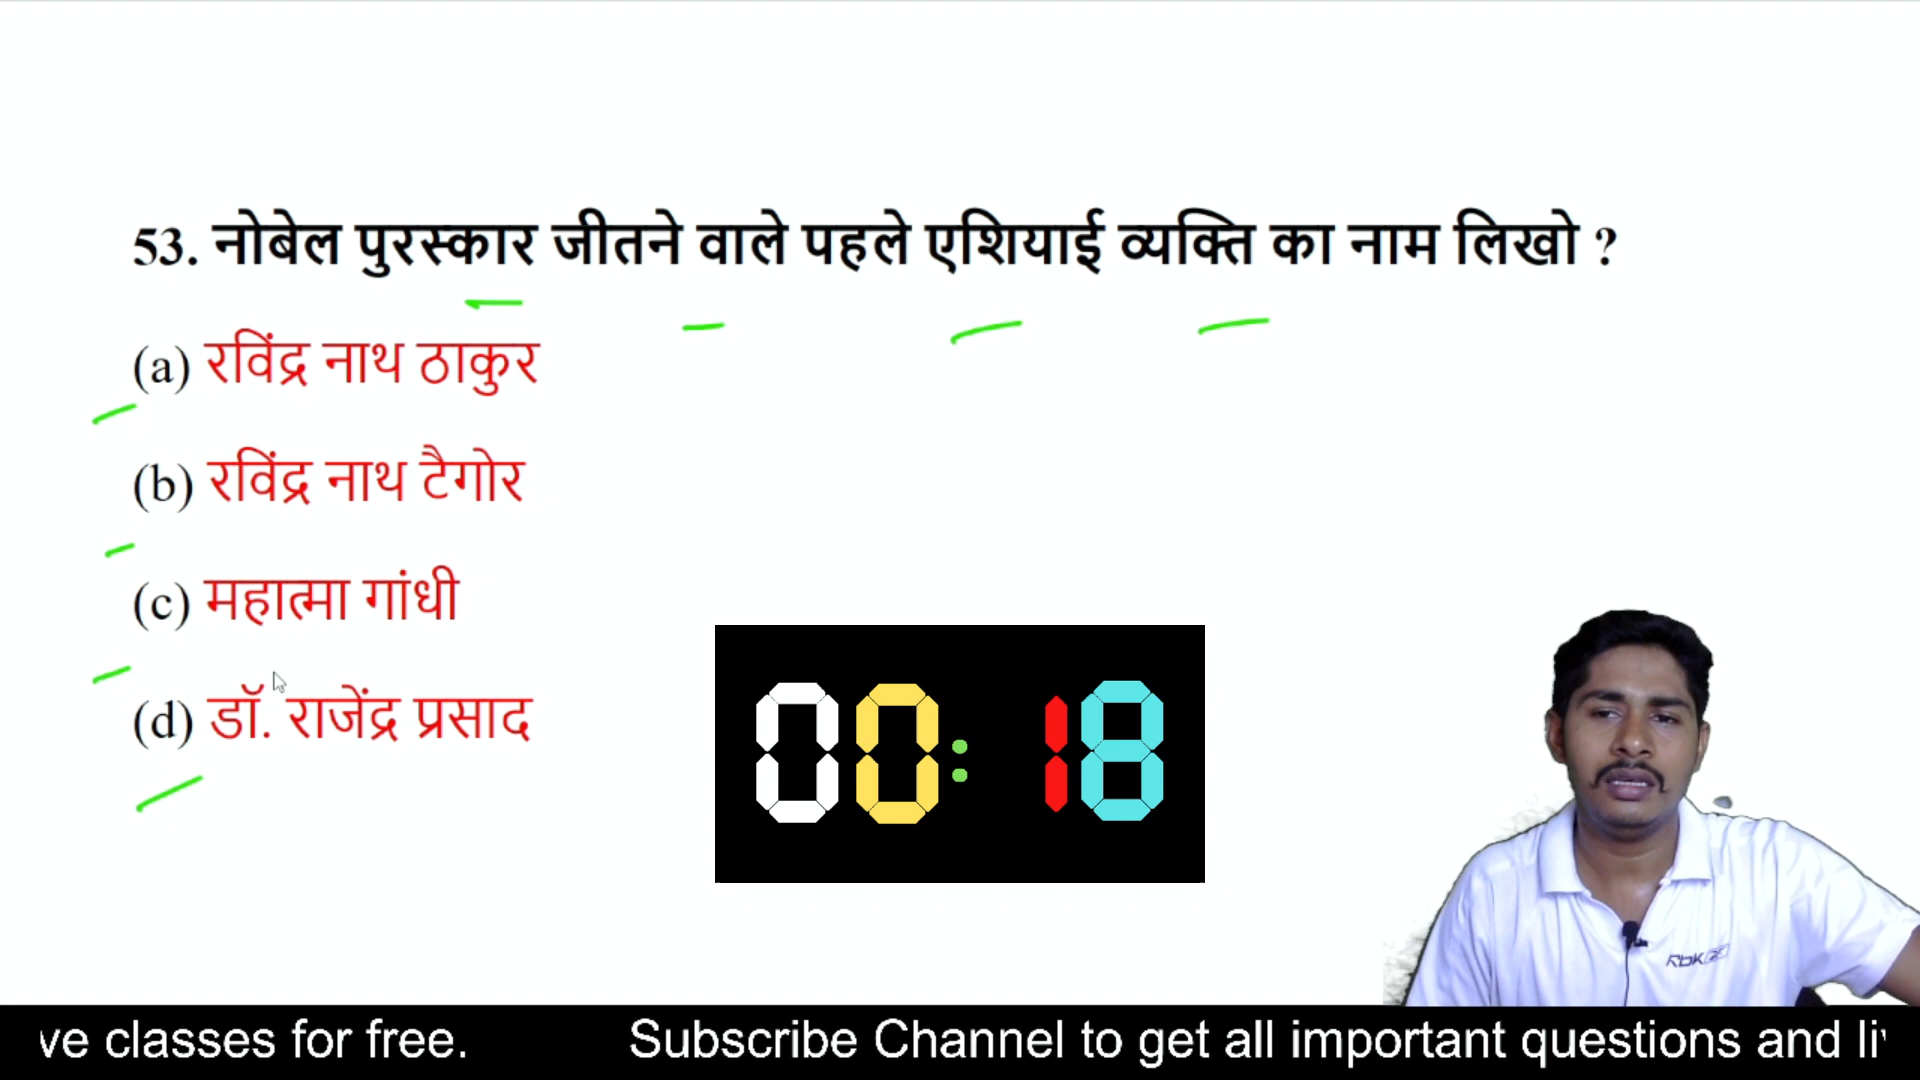 53. नोबेल पुरस्कार जीतने वाले पहले एशियाई व्यक्ति का नाम लिखो ?
(a) रविंद्र नाथ ठाकुर
(b) रविंद्र नाथ टैगोर
(c) महात्मा गांधी
(d) डॉ. राजेंद्र प्रसाद
00: 18
Rbk
ve classes for free. Subscribe Channel to get all important questions and li